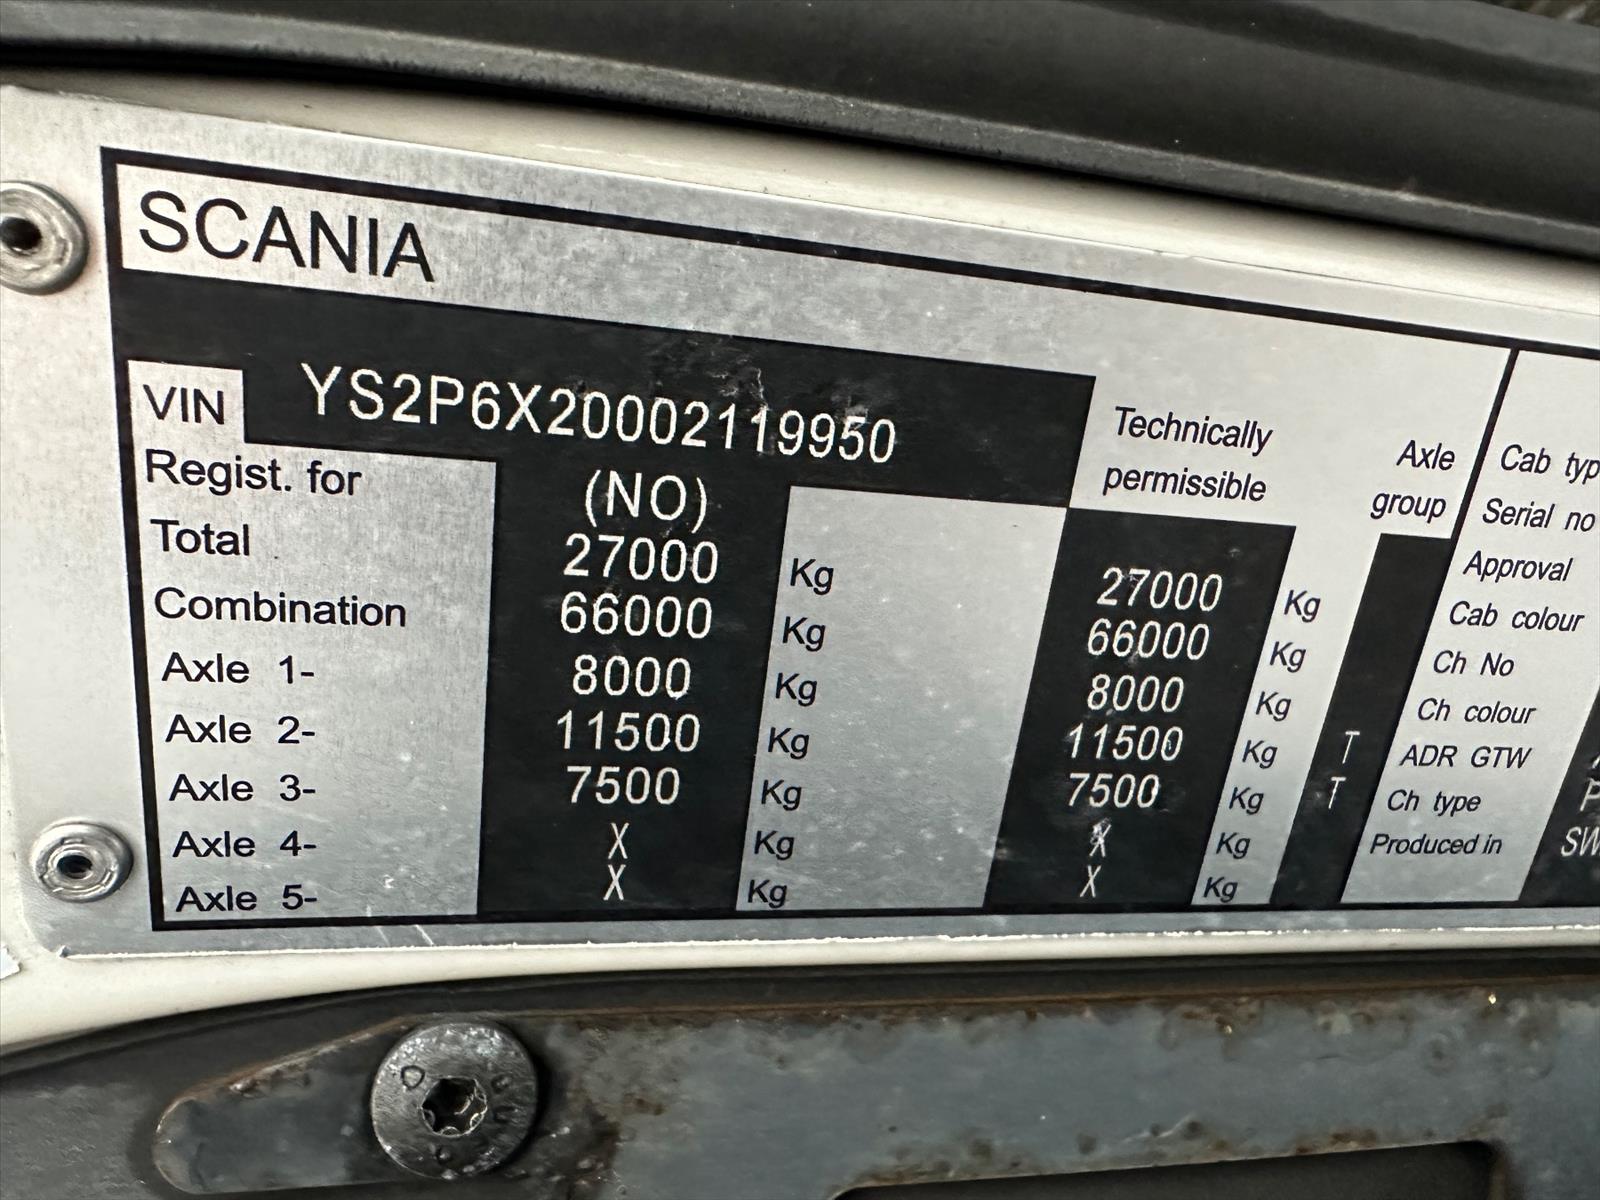 SCANIA
VIN YS2P6X20002119950
Regist. for (NO) Technically permissible Axle group
Total 27000 Kg 27000 Kg
Combination 66000 Kg 66000 Kg
Axle 1- 8000 Kg 8000 Kg
Axle 2- 11500 Kg 11500 Kg T
Axle 3- 7500 Kg 7500 Kg T
Axle 4- X Kg X Kg
Axle 5- X Kg X Kg
Cab typ
Serial no
Approval
Cab colour
Ch No
Ch colour
ADR GTW
Ch type P
Produced in SW